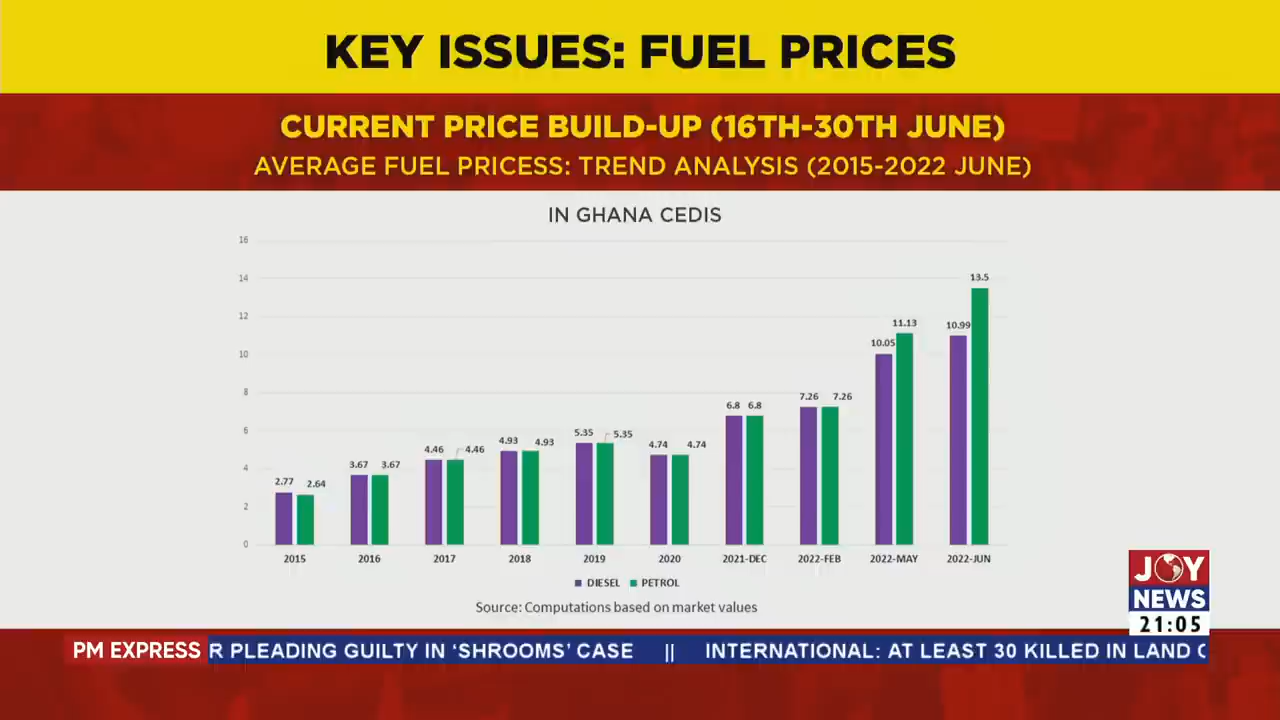 KEY ISSUES: FUEL PRICES
CURRENT PRICE BUILD-UP (16TH-30TH JUNE)
AVERAGE FUEL PRICESS: TREND ANALYSIS (2015-2022 JUNE)
IN GHANA CEDIS
16
14
12
10
8
6
4
2
0
2.77 2.64
3.67 3.67
4.46 4.46
4.93 4.93
5.35 5.35
4.74 4.74
6.8 6.8
7.26 7.26
10.05 11.13
10.99 13.5
2015 2016 2017 2018 2019 2020 2021-DEC 2022-FEB 2022-MAY 2022-JUN
DIESEL PETROL
Source: Computations based on market values
JOY
NEWS
21:05
PM EXPRESS R PLEADING GUILTY IN ‘SHROOMS’ CASE || INTERNATIONAL: AT LEAST 30 KILLED IN LAND